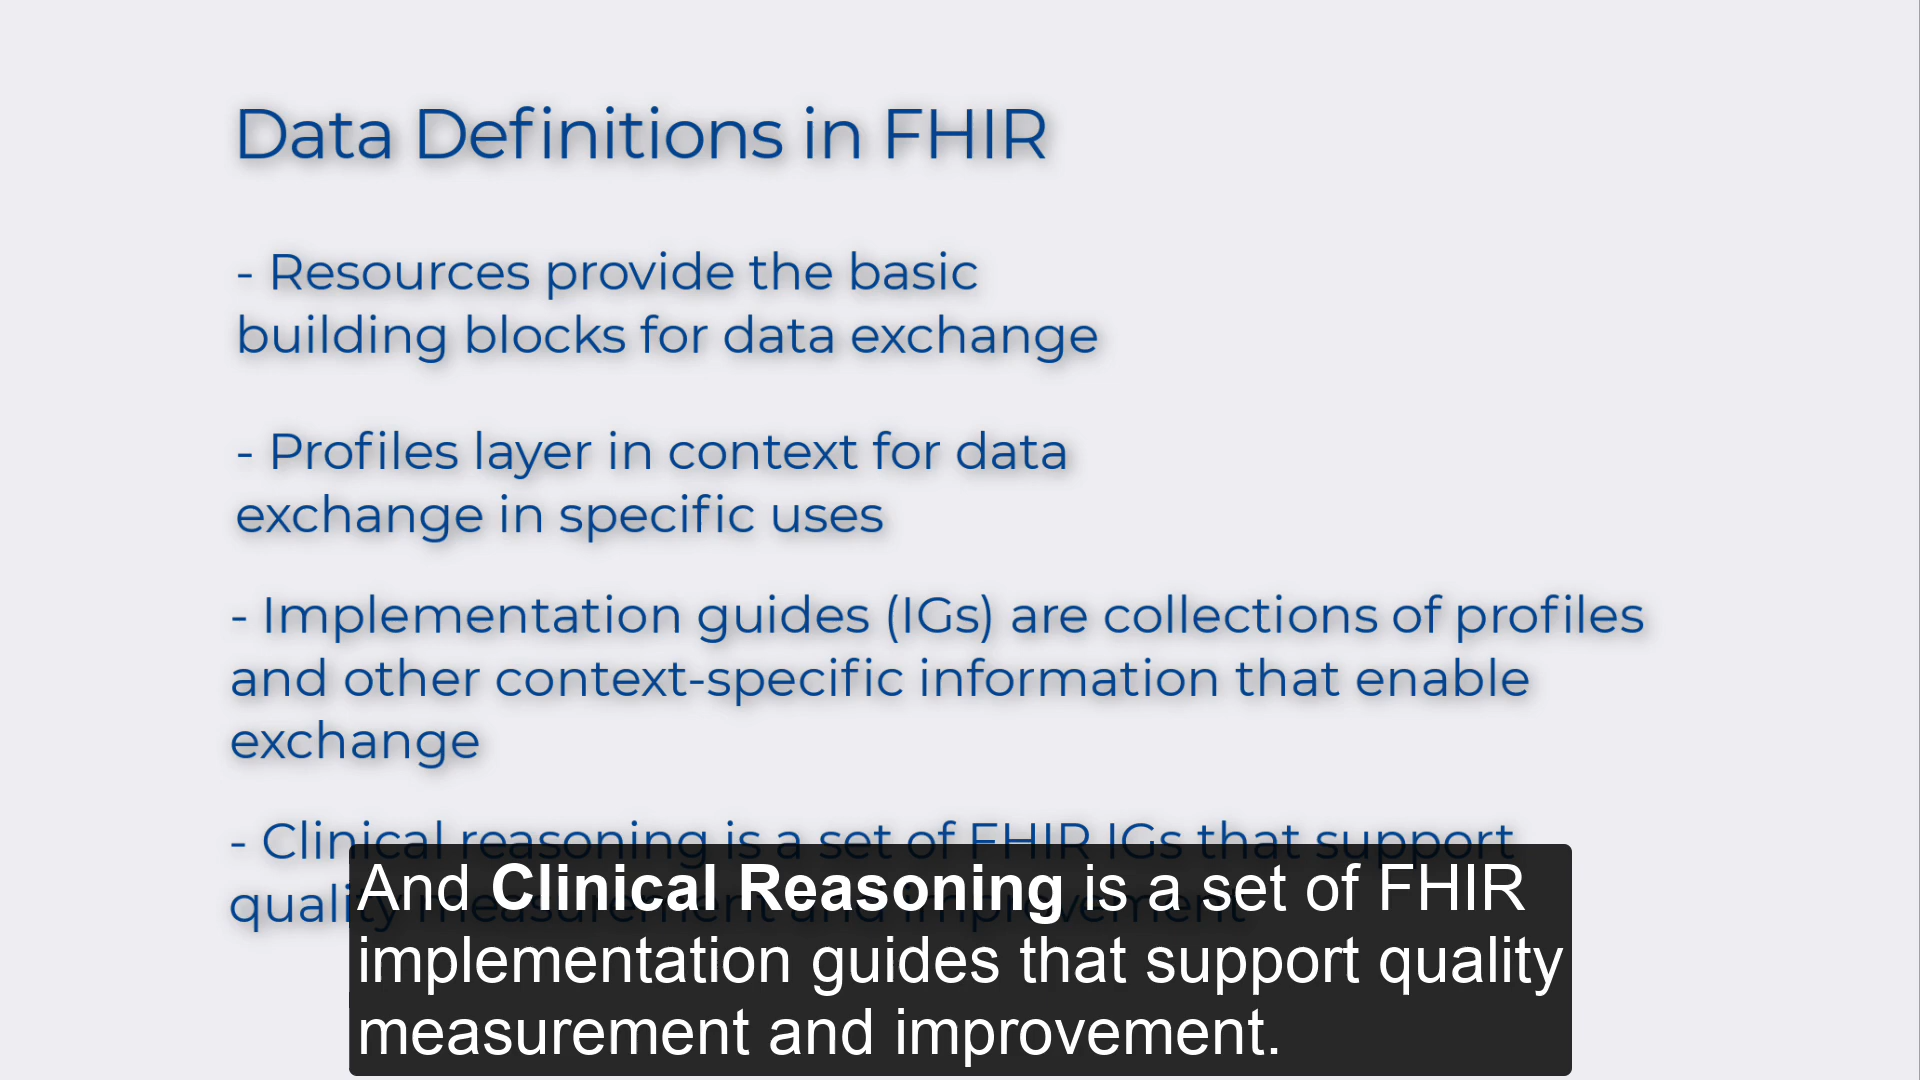 Data Definitions in FHIR
- Resources provide the basic
building blocks for data exchange
- Profiles layer in context for data
exchange in specific uses
- Implementation guides (IGs) are collections of profiles
and other context-specific information that enable
exchange
- Clinical reasoning is a set of FHIR IGs that support
quality measurement and improvement
And Clinical Reasoning is a set of FHIR
implementation guides that support quality
measurement and improvement.